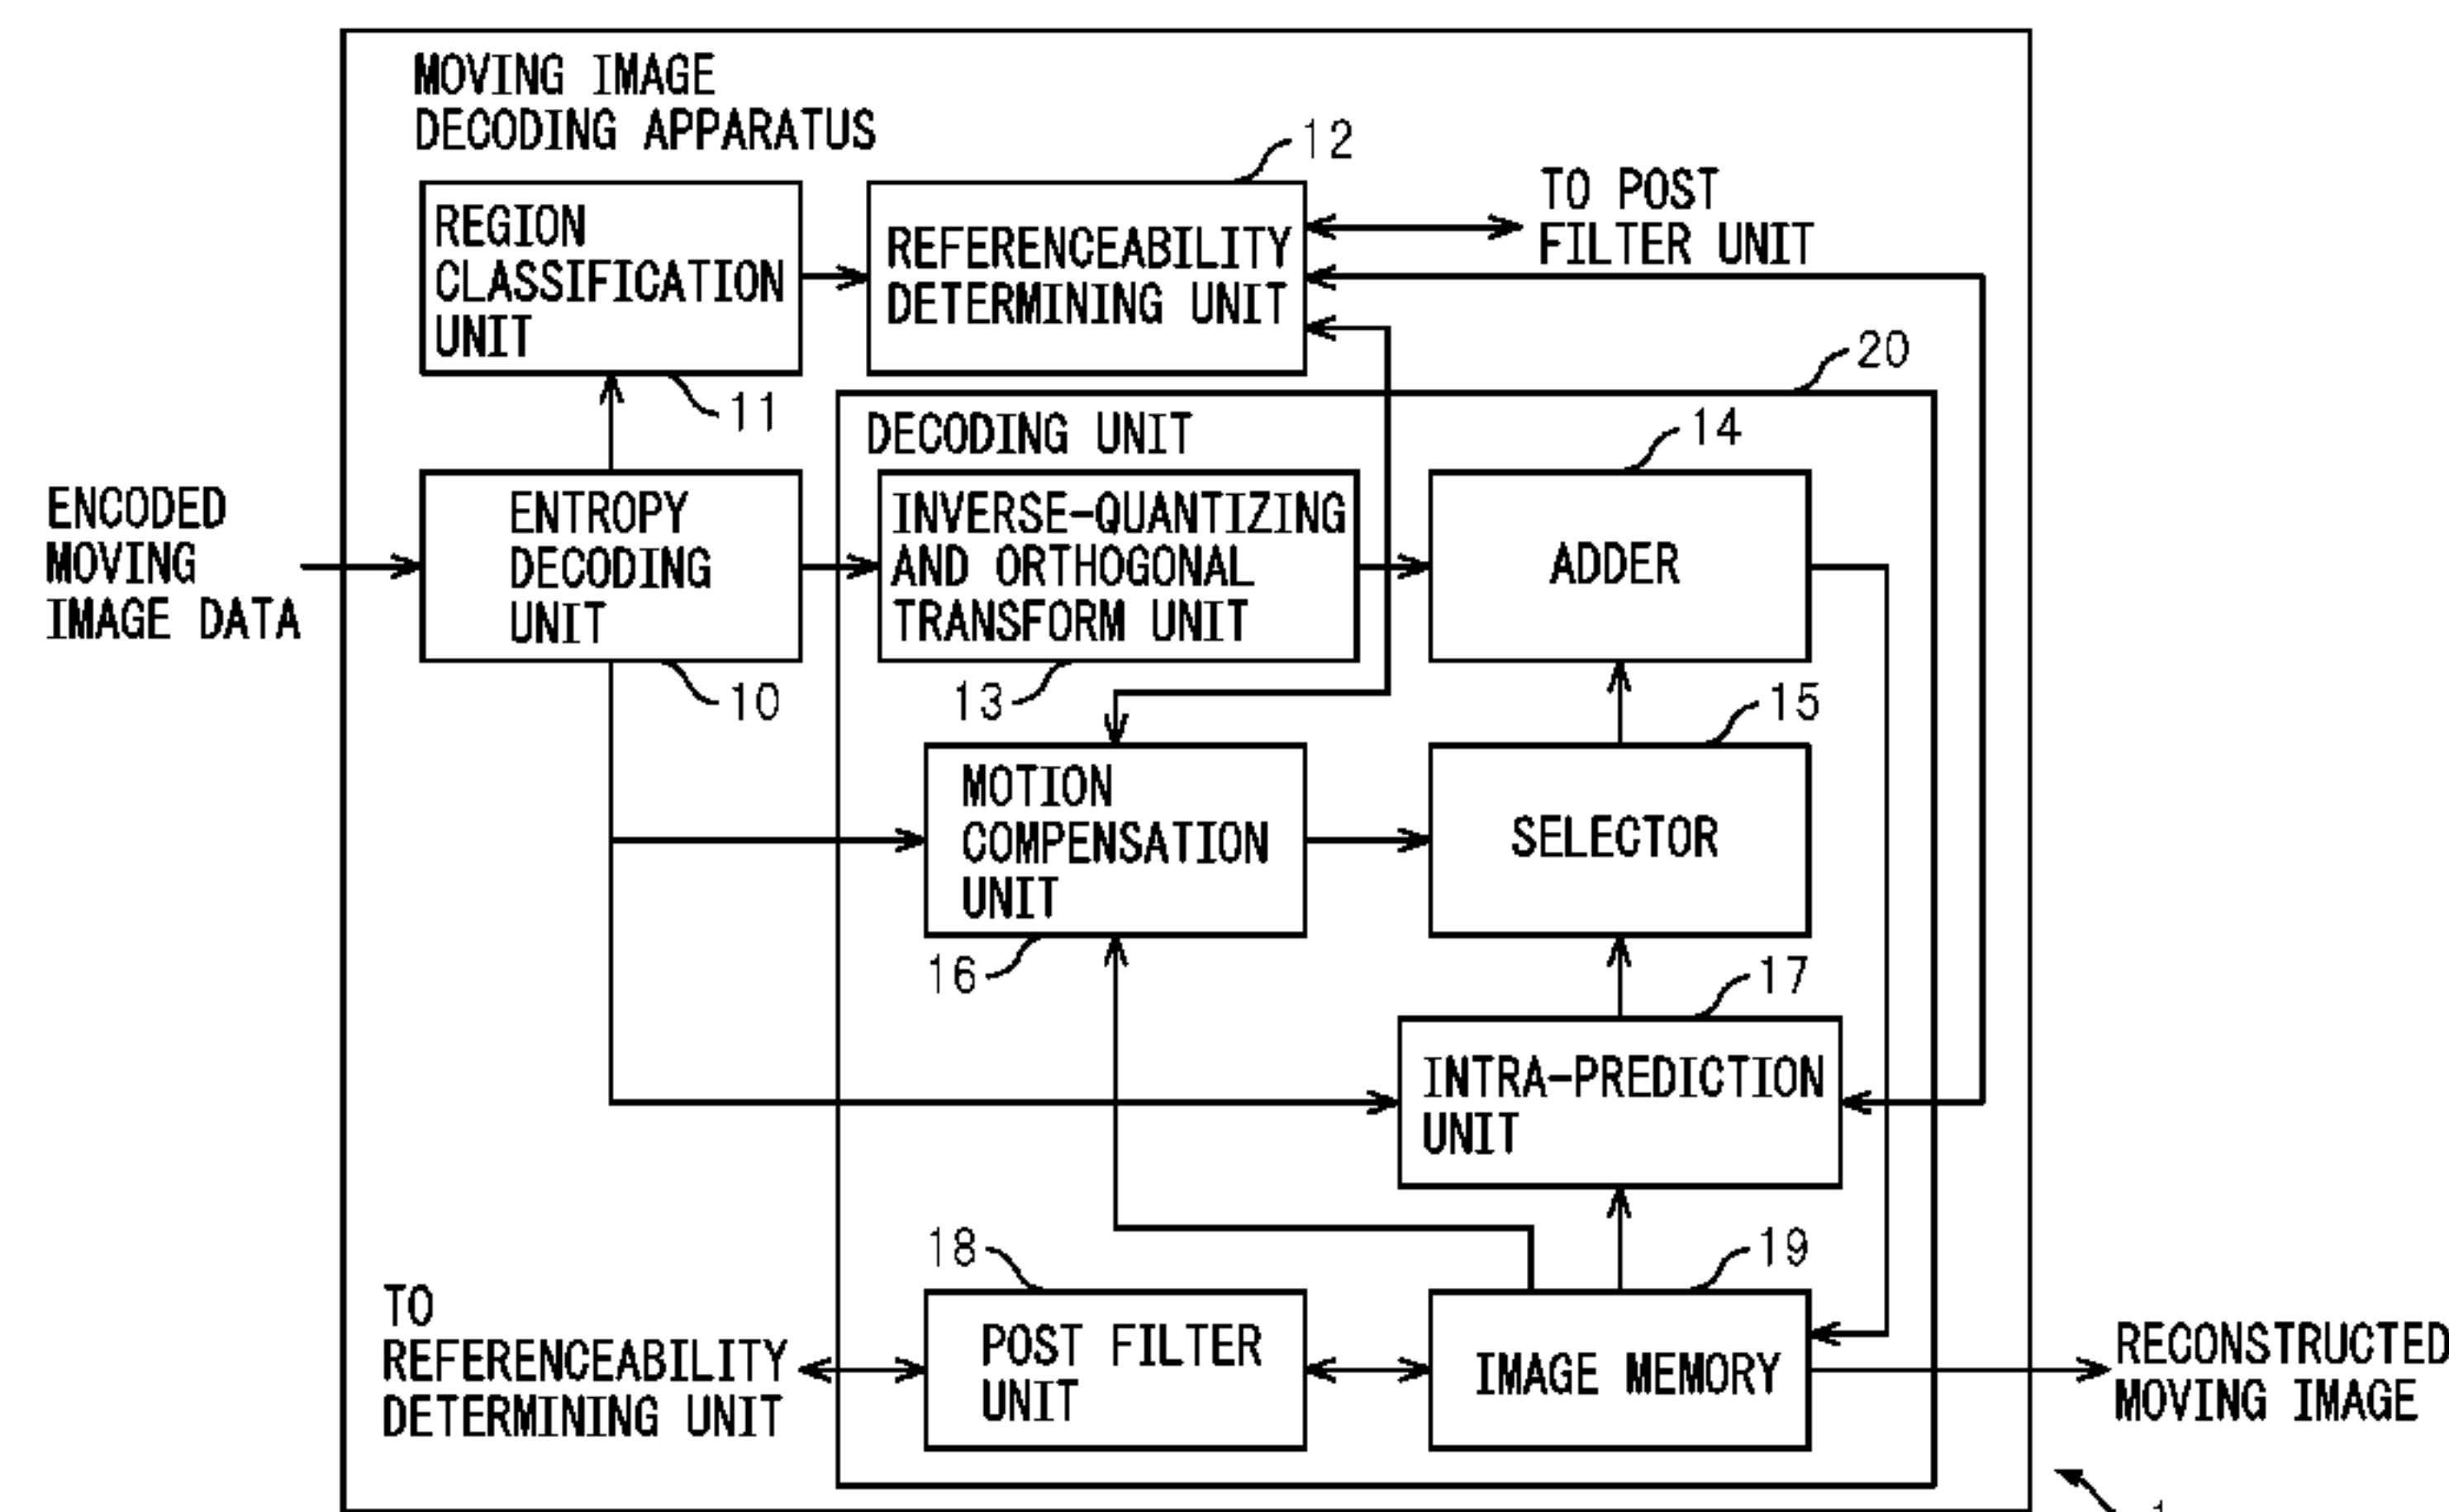 MOVING IMAGE
DECODING APPARATUS
12
TO POST
FILTER UNIT
REGION
CLASSIFICATION
UNIT
REFERENCEABILITY
DETERMINING UNIT
11
20
DECODING UNIT
14
ENCODED
MOVING
IMAGE DATA
ENTROPY
DECODING
UNIT
INVERSE-QUANTIZING
AND ORTHOGONAL
TRANSFORM UNIT
ADDER
10
13
15
MOTION
COMPENSATION
UNIT
SELECTOR
16
17
INTRA-PREDICTION
UNIT
18
19
TO
REFERENCEABILITY
DETERMINING UNIT
POST FILTER
UNIT
IMAGE MEMORY
RECONSTRUCTED
MOVING IMAGE
1